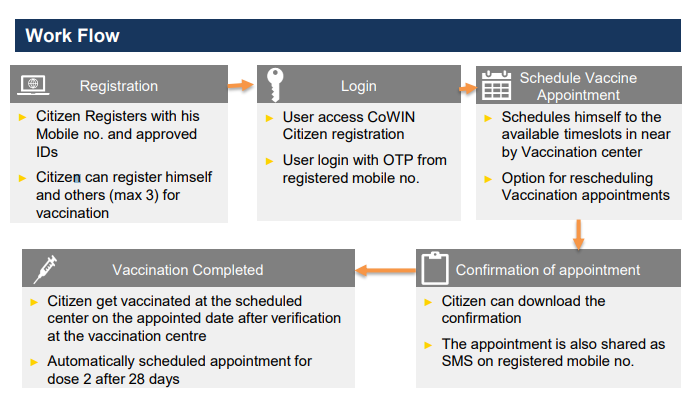 Work Flow
Registration
Citizen Registers with his
Mobile no. and approved
IDs
Citizen can register himself
and others (max 3) for
vaccination
Login
User access CoWIN
Citizen registration
User login with OTP from
registered mobile no.
Schedule Vaccine
Appointment
Schedules himself to the
available timeslots in near
by Vaccination center
Option for rescheduling
Vaccination appointments
Confirmation of appointment
Citizen can download the
confirmation
The appointment is also shared as
SMS on registered mobile no.
Vaccination Completed
Citizen get vaccinated at the scheduled
center on the appointed date after verification
at the vaccination centre
Automatically scheduled appointment for
dose 2 after 28 days